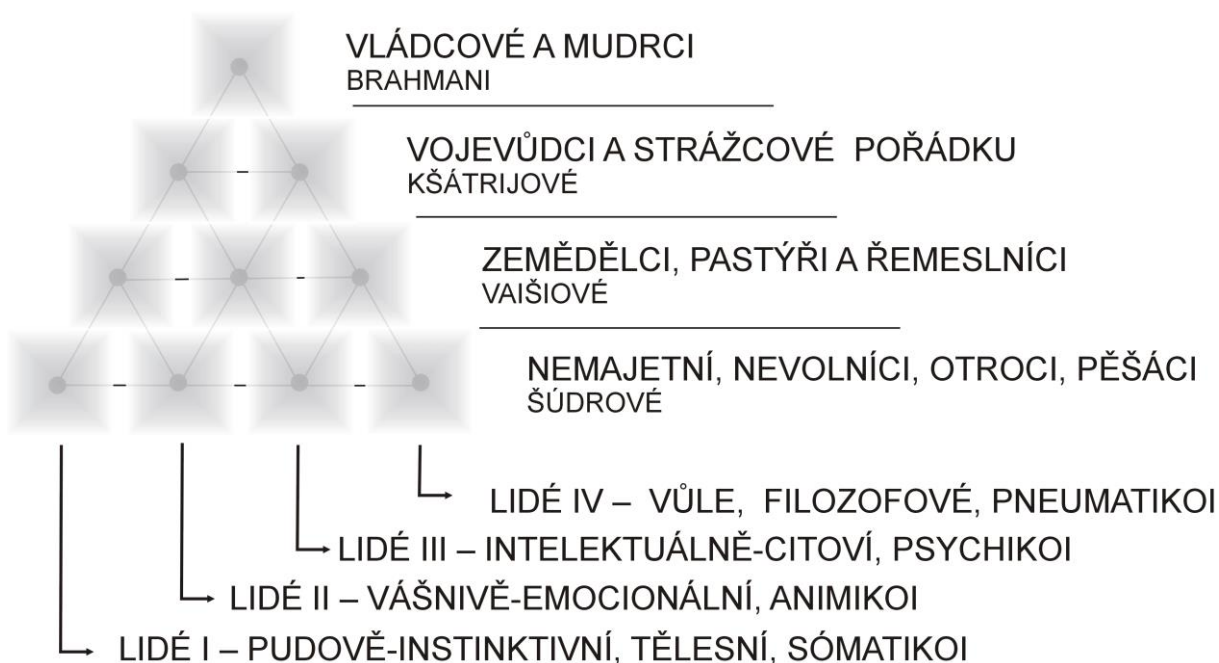 VLÁDCOVÉ A MUDRCI
BRAHMANI
VOJEVŮDCI A STRÁŽCOVÉ POŘÁDKU
KŠÁTRIJOVÉ
ZEMĚDĚLCI, PASTÝŘI A ŘEMESLNÍCI
VAIŠIOVÉ
NEMAJETNÍ, NEVOLNÍCI, OTROCI, PĚŠÁCI
ŠÚDROVÉ
LIDÉ IV – VŮLE, FILOZOFOVÉ, PNEUMATIKOI
LIDÉ III – INTELEKTUÁLNĚ-CITOVÍ, PSYCHIKOI
LIDÉ II – VÁŠNIVĚ-EMOCIONÁLNÍ, ANIMIKOI
LIDÉ I – PUDOVĚ-INSTINKTIVNÍ, TĚLESNÍ, SÓMATIKOI